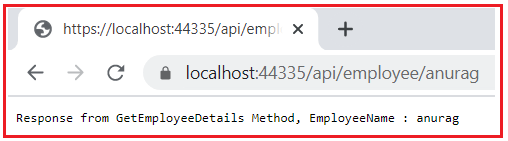 https://localhost:44335/api/empl
localhost:44335/api/employee/anurag
Response from GetEmployeeDetails Method, EmployeeName : anurag